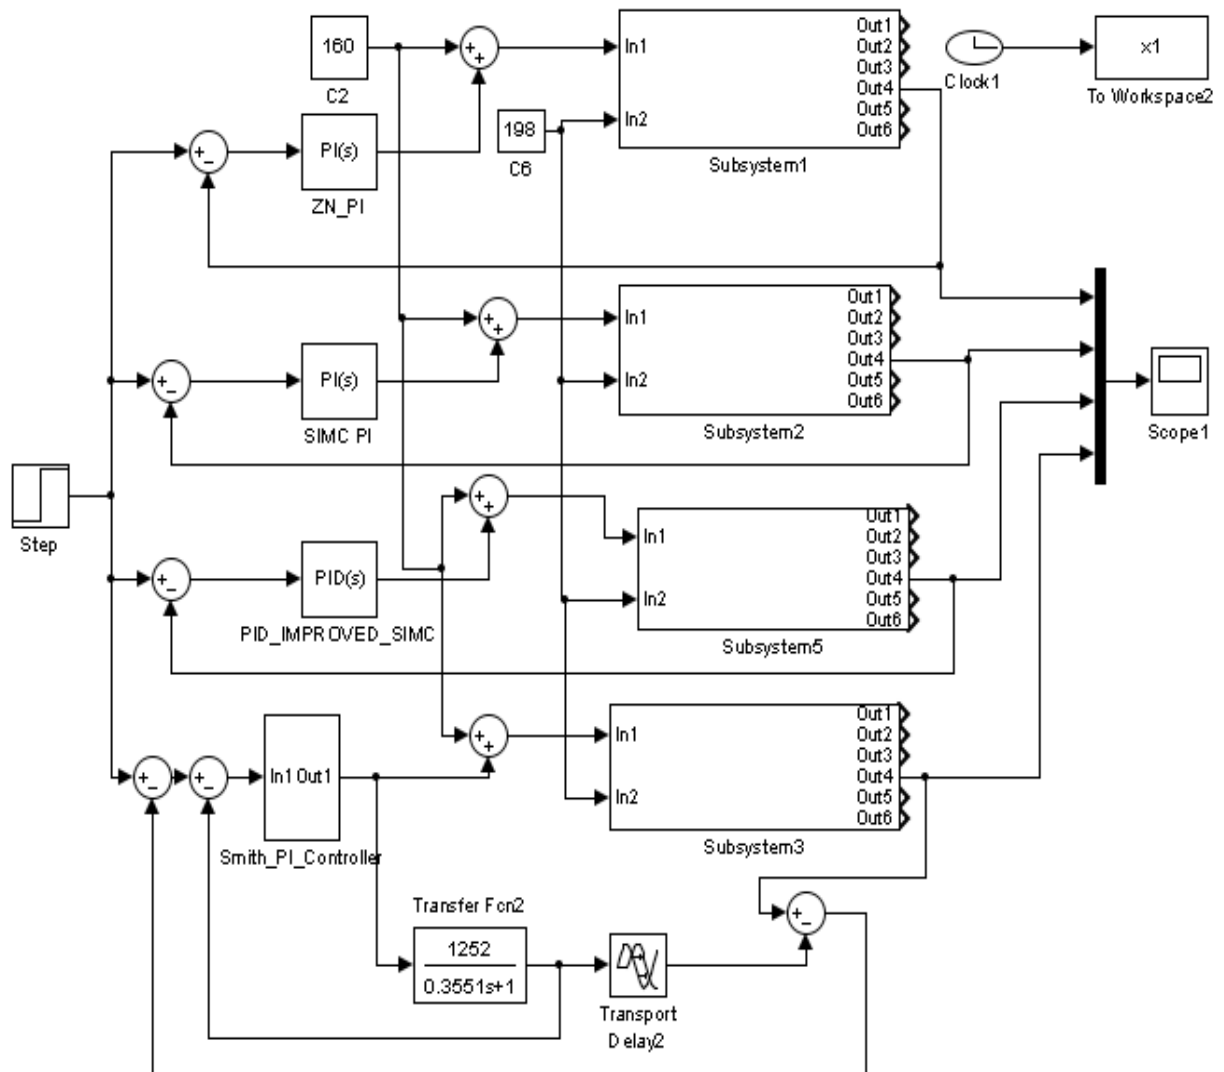 160
C2
In1
In2
Out1
Out2
Out3
Out4
Out5
Out6
Subsystem1
Clock1
x1
To Workspace2
198
C6
PI(s)
ZN_PI
In1
In2
Out1
Out2
Out3
Out4
Out5
Out6
Subsystem2
PI(s)
SIMC PI
Scope1
Step
In1
In2
Out1
Out2
Out3
Out4
Out5
Out6
Subsystem5
PID(s)
PID_IMPROVED_SIMC
In1 Out1
Smith_PI_Controller
In1
In2
Out1
Out2
Out3
Out4
Out5
Out6
Subsystem3
Transfer Fcn2
1252
0.3551s+1
Transport
Delay2